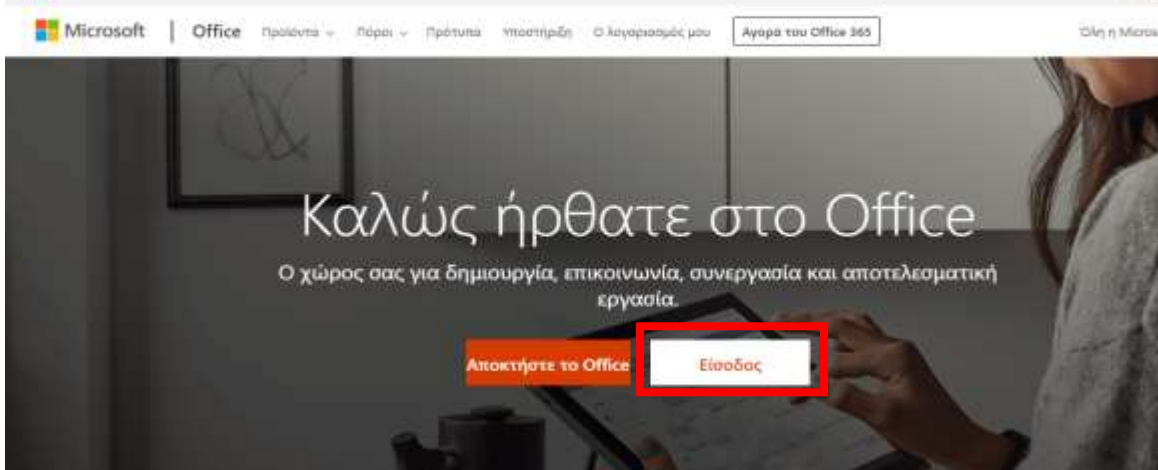 Microsoft | Office Προϊόντα Πόροι Πρότυπα Υποστήριξη Ο λογαριασμός μου Αγορά του Office 365 Όλη η Micros
Καλώς ήρθατε στο Office
Ο χώρος σας για δημιουργία, επικοινωνία, συνεργασία και αποτελεσματική
εργασία.
Αποκτήστε το Office Είσοδος